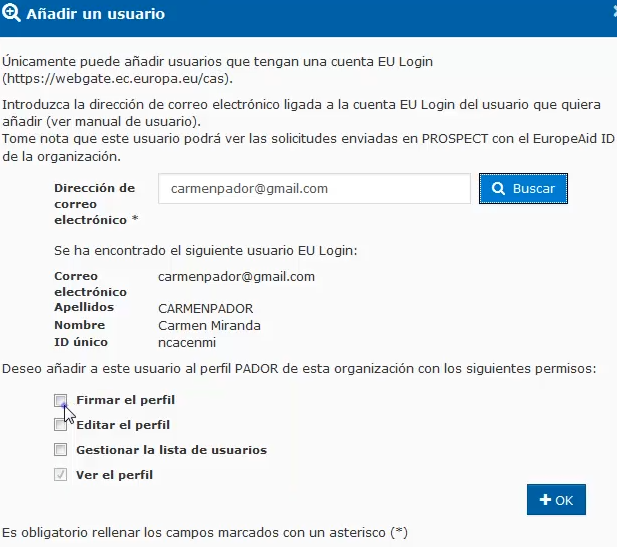 Añadir un usuario
Únicamente puede añadir usuarios que tengan una cuenta EU Login
(https://webgate.ec.europa.eu/cas).
Introduzca la dirección de correo electrónico ligada a la cuenta EU Login del usuario que quiera
añadir (ver manual de usuario).
Tome nota que este usuario podrá ver las solicitudes enviadas en PROSPECT con el EuropeAid ID
de la organización.
Dirección de
correo
electrónico *
carmenpador@gmail.com
Buscar
Se ha encontrado el siguiente usuario EU Login:
Correo
electrónico
carmenpador@gmail.com
Apellidos CARMENPADOR
Nombre Carmen Miranda
ID único ncacenmi
Deseo añadir a este usuario al perfil PADOR de esta organización con los siguientes permisos:
Firmar el perfil
Editar el perfil
Gestionar la lista de usuarios
Ver el perfil
OK
Es obligatorio rellenar los campos marcados con un asterisco (*)